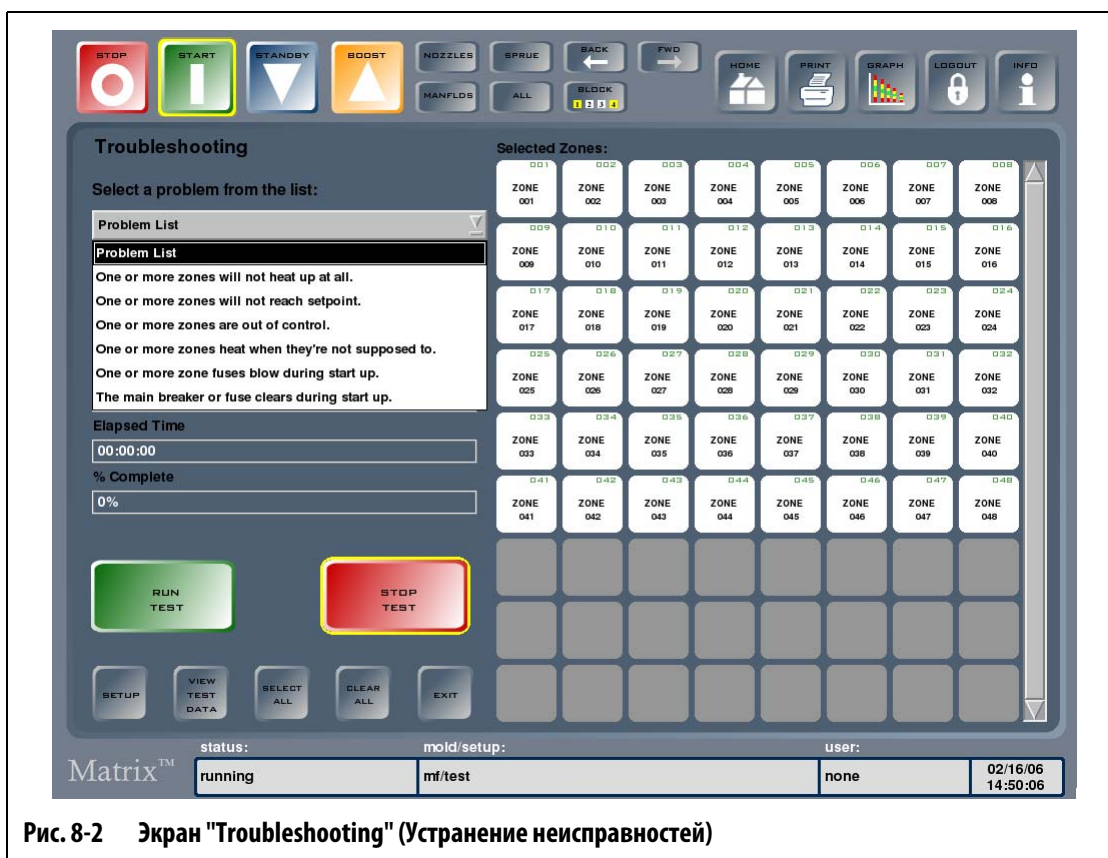 STOP START STANDBY BOOST NOZZLES SPRUE BACK FWD
MANFLDS ALL BLOCK
1 2 3 4
HOME PRINT GRAPH LOGOUT INFO
Troubleshooting
Select a problem from the list:
Problem List
Problem List
One or more zones will not heat up at all.
One or more zones will not reach setpoint.
One or more zones are out of control.
One or more zones heat when they're not supposed to.
One or more zone fuses blow during start up.
The main breaker or fuse clears during start up.
Elapsed Time
00:00:00
% Complete
0%
RUN
TEST
STOP
TEST
SETUP
VIEW
TEST
DATA
SELECT
ALL
CLEAR
ALL
EXIT
Selected Zones:
001 002 003 004 005 006 007 008
ZONE ZONE ZONE ZONE ZONE ZONE ZONE ZONE
001 002 003 004 005 006 007 008
009 010 011 012 013 014 015 016
ZONE ZONE ZONE ZONE ZONE ZONE ZONE ZONE
009 010 011 012 013 014 015 016
017 018 019 020 021 022 023 024
ZONE ZONE ZONE ZONE ZONE ZONE ZONE ZONE
017 018 019 020 021 022 023 024
025 026 027 028 029 030 031 032
ZONE ZONE ZONE ZONE ZONE ZONE ZONE ZONE
025 026 027 028 029 030 031 032
033 034 035 036 037 038 039 040
ZONE ZONE ZONE ZONE ZONE ZONE ZONE ZONE
033 034 035 036 037 038 039 040
041 042 043 044 045 046 047 048
ZONE ZONE ZONE ZONE ZONE ZONE ZONE ZONE
041 042 043 044 045 046 047 048
Matrix™
status: mold/setup: user:
running mf/test none 02/16/06
14:50:06
Рис. 8-2 Экран "Troubleshooting" (Устранение неисправностей)